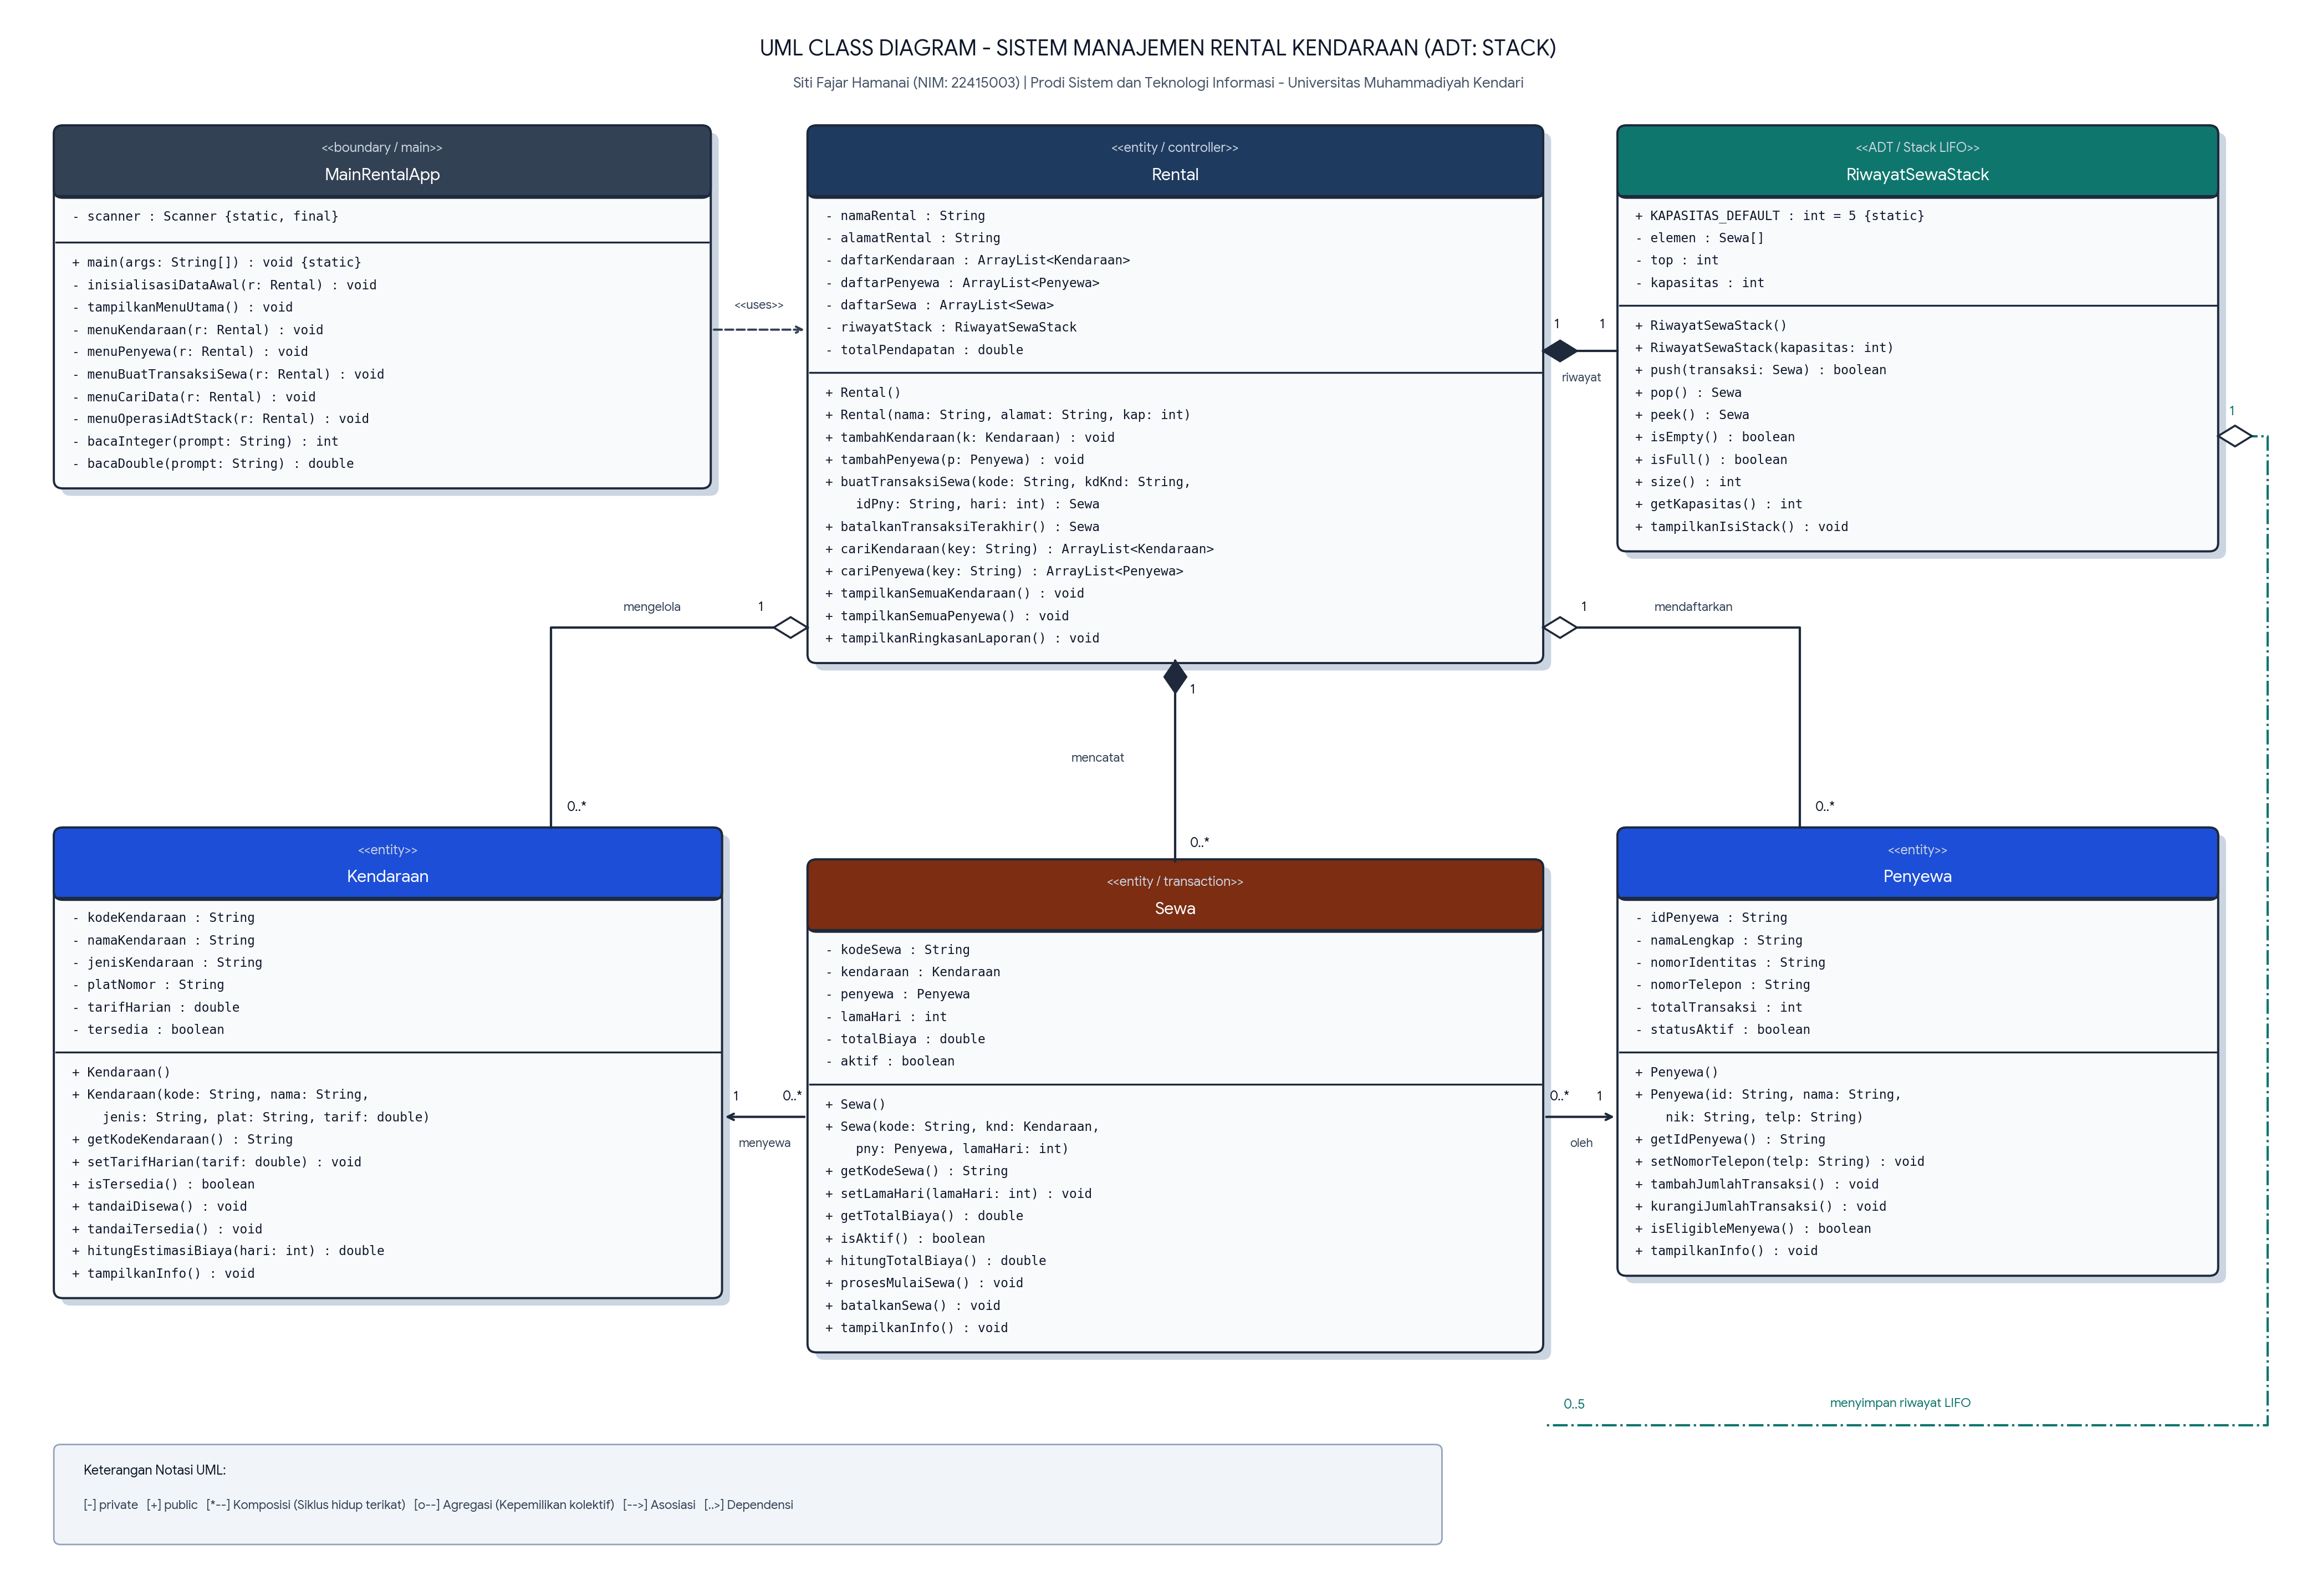 UML CLASS DIAGRAM - SISTEM MANAJEMEN RENTAL KENDARAAN (ADT: STACK)
Siti Fajar Hamanai (NIM: 22415003) | Prodi Sistem dan Teknologi Informasi - Universitas Muhammadiyah Kendari
<<boundary / main>>
MainRentalApp
- scanner : Scanner {static, final}
+ main(args: String[]) : void {static}
- inisialisasiDataAwal(r: Rental) : void
- tampilkanMenuUtama() : void
- menuKendaraan(r: Rental) : void
- menuPenyewa(r: Rental) : void
- menuBuatTransaksiSewa(r: Rental) : void
- menuCariData(r: Rental) : void
- menuOperasiAdtStack(r: Rental) : void
- bacaInteger(prompt: String) : int
- bacaDouble(prompt: String) : double
<<uses>>
<<entity / controller>>
Rental
- namaRental : String
- alamatRental : String
- daftarKendaraan : ArrayList<Kendaraan>
- daftarPenyewa : ArrayList<Penyewa>
- daftarSewa : ArrayList<Sewa>
- riwayatStack : RiwayatSewaStack
- totalPendapatan : double
+ Rental()
+ Rental(nama: String, alamat: String, kap: int)
+ tambahKendaraan(k: Kendaraan) : void
+ tambahPenyewa(p: Penyewa) : void
+ buatTransaksiSewa(kode: String, kdKnd: String,
idPny: String, hari: int) : Sewa
+ batalkanTransaksiTerakhir() : Sewa
+ cariKendaraan(key: String) : ArrayList<Kendaraan>
+ cariPenyewa(key: String) : ArrayList<Penyewa>
+ tampilkanSemuaKendaraan() : void
+ tampilkanSemuaPenyewa() : void
+ tampilkanRingkasanLaporan() : void
1 1
riwayat
<<ADT / Stack LIFO>>
RiwayatSewaStack
+ KAPASITAS_DEFAULT : int = 5 {static}
- elemen : Sewa[]
- top : int
- kapasitas : int
+ RiwayatSewaStack()
+ RiwayatSewaStack(kapasitas: int)
+ push(transaksi: Sewa) : boolean
+ pop() : Sewa
+ peek() : Sewa
+ isEmpty() : boolean
+ isFull() : boolean
+ size() : int
+ getKapasitas() : int
+ tampilkanIsiStack() : void
1
mengelola 1
0..*
1
mencatat
0..*
1 mendaftarkan
0..*
<<entity>>
Kendaraan
- kodeKendaraan : String
- namaKendaraan : String
- jenisKendaraan : String
- platNomor : String
- tarifHarian : double
- tersedia : boolean
+ Kendaraan()
+ Kendaraan(kode: String, nama: String,
jenis: String, plat: String, tarif: double)
+ getKodeKendaraan() : String
+ setTarifHarian(tarif: double) : void
+ isTersedia() : boolean
+ tandaiDisewa() : void
+ tandaiTersedia() : void
+ hitungEstimasiBiaya(hari: int) : double
+ tampilkanInfo() : void
1 0..*
menyewa
<<entity / transaction>>
Sewa
- kodeSewa : String
- kendaraan : Kendaraan
- penyewa : Penyewa
- lamaHari : int
- totalBiaya : double
- aktif : boolean
+ Sewa()
+ Sewa(kode: String, knd: Kendaraan,
pny: Penyewa, lamaHari: int)
+ getKodeSewa() : String
+ setLamaHari(lamaHari: int) : void
+ getTotalBiaya() : double
+ isAktif() : boolean
+ hitungTotalBiaya() : double
+ prosesMulaiSewa() : void
+ batalkanSewa() : void
+ tampilkanInfo() : void
0..* 1
oleh
<<entity>>
Penyewa
- idPenyewa : String
- namaLengkap : String
- nomorIdentitas : String
- nomorTelepon : String
- totalTransaksi : int
- statusAktif : boolean
+ Penyewa()
+ Penyewa(id: String, nama: String,
nik: String, telp: String)
+ getIdPenyewa() : String
+ setNomorTelepon(telp: String) : void
+ tambahJumlahTransaksi() : void
+ kurangiJumlahTransaksi() : void
+ isEligibleMenyewa() : boolean
+ tampilkanInfo() : void
0..5 menyimpan riwayat LIFO
Keterangan Notasi UML:
[-] private [+] public [*--] Komposisi (Siklus hidup terikat) [o--] Agregasi (Kepemilikan kolektif) [-->] Asosiasi [..>] Dependensi